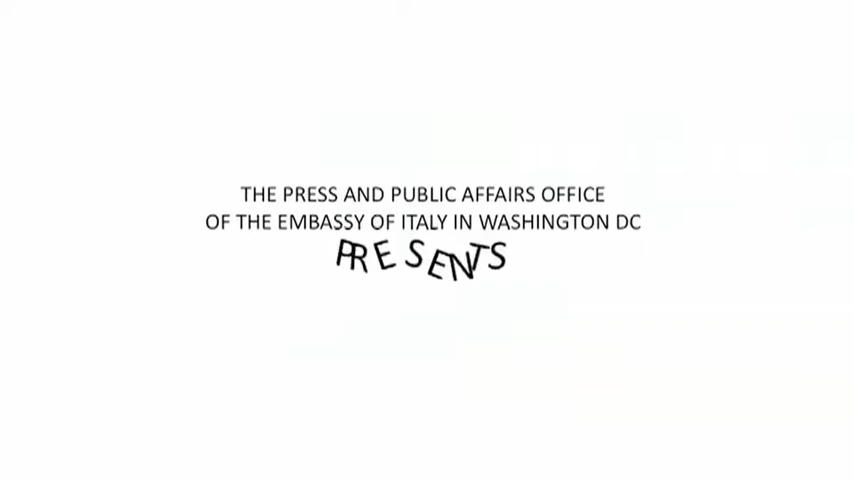 THE PRESS AND PUBLIC AFFAIRS OFFICE
OF THE EMBASSY OF ITALY IN WASHINGTON DC
PRESENTS